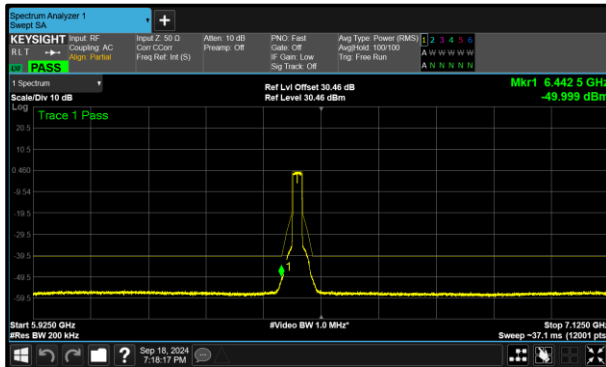 Spectrum Analyzer 1
Swept SA
KEYSIGHT
RLT
LV PASS
Input: RF
Coupling: AC
Align: Partial
Input Z: 50 Ω
Corr CCorr
Freq Ref: Int (S)
Atten: 10 dB
Preamp: Off
PNO: Fast
Gate: Off
IF Gain: Low
Sig Track: Off
Avg Type: Power (RMS)
Avg|Hold: 100/100
Trig: Free Run
1 2 3 4 5 6
A W W W W W
A N N N N N
1 Spectrum
Scale/Div 10 dB
Ref Lvl Offset 30.46 dB
Ref Level 30.46 dBm
Mkr1 6.442 5 GHz
-49.999 dBm
Log
Trace 1 Pass
20.5
10.5
0.460
-9.54
-19.5
-29.5
-39.5
-49.5
-59.5
1
Start 5.9250 GHz
#Res BW 200 kHz
#Video BW 1.0 MHz*
Stop 7.1250 GHz
Sweep ~37.1 ms (12001 pts)
?
Sep 18, 2024
7:18:17 PM